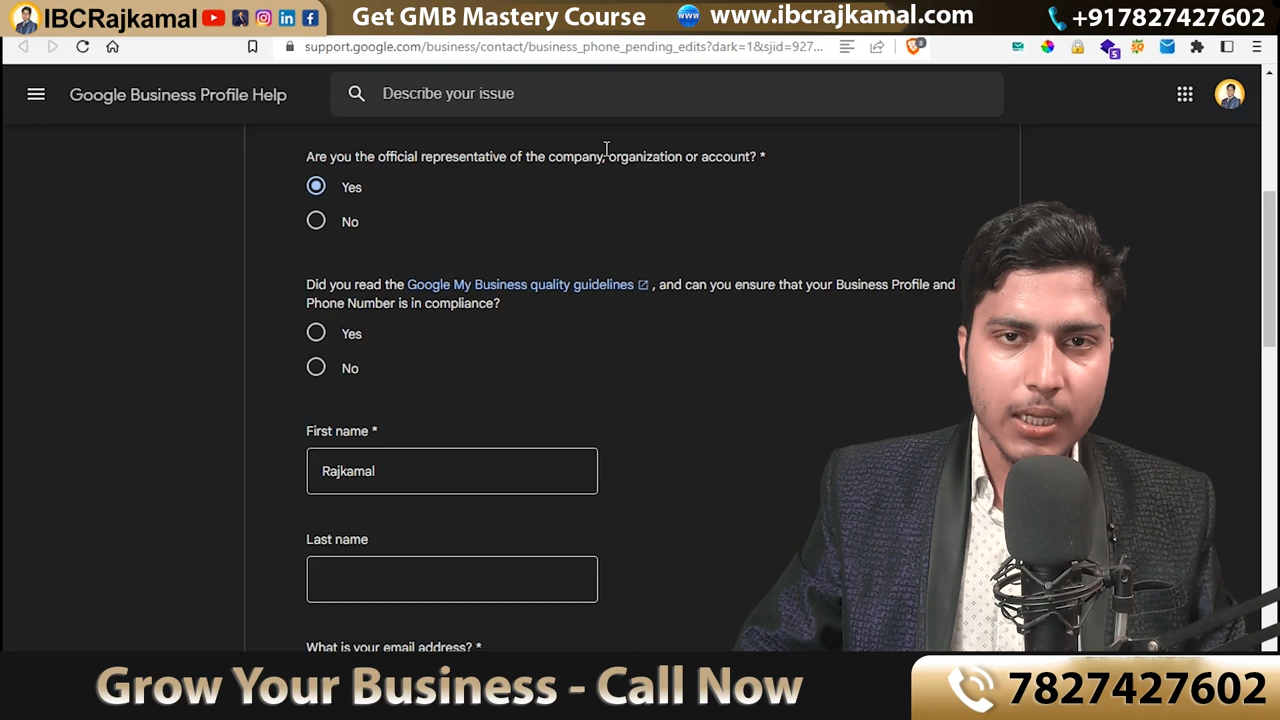 IBCRajkamal
Get GMB Mastery Course
www.ibcrajkamal.com
+917827427602
support.google.com/business/contact/business_phone_pending_edits?dark=1&sjid=927...
Google Business Profile Help
Describe your issue
Are you the official representative of the company, organization or account? *
Yes
No
Did you read the Google My Business quality guidelines , and can you ensure that your Business Profile and
Phone Number is in compliance?
Yes
No
First name *
Rajkamal
Last name
What is your email address? *
Grow Your Business - Call Now
7827427602